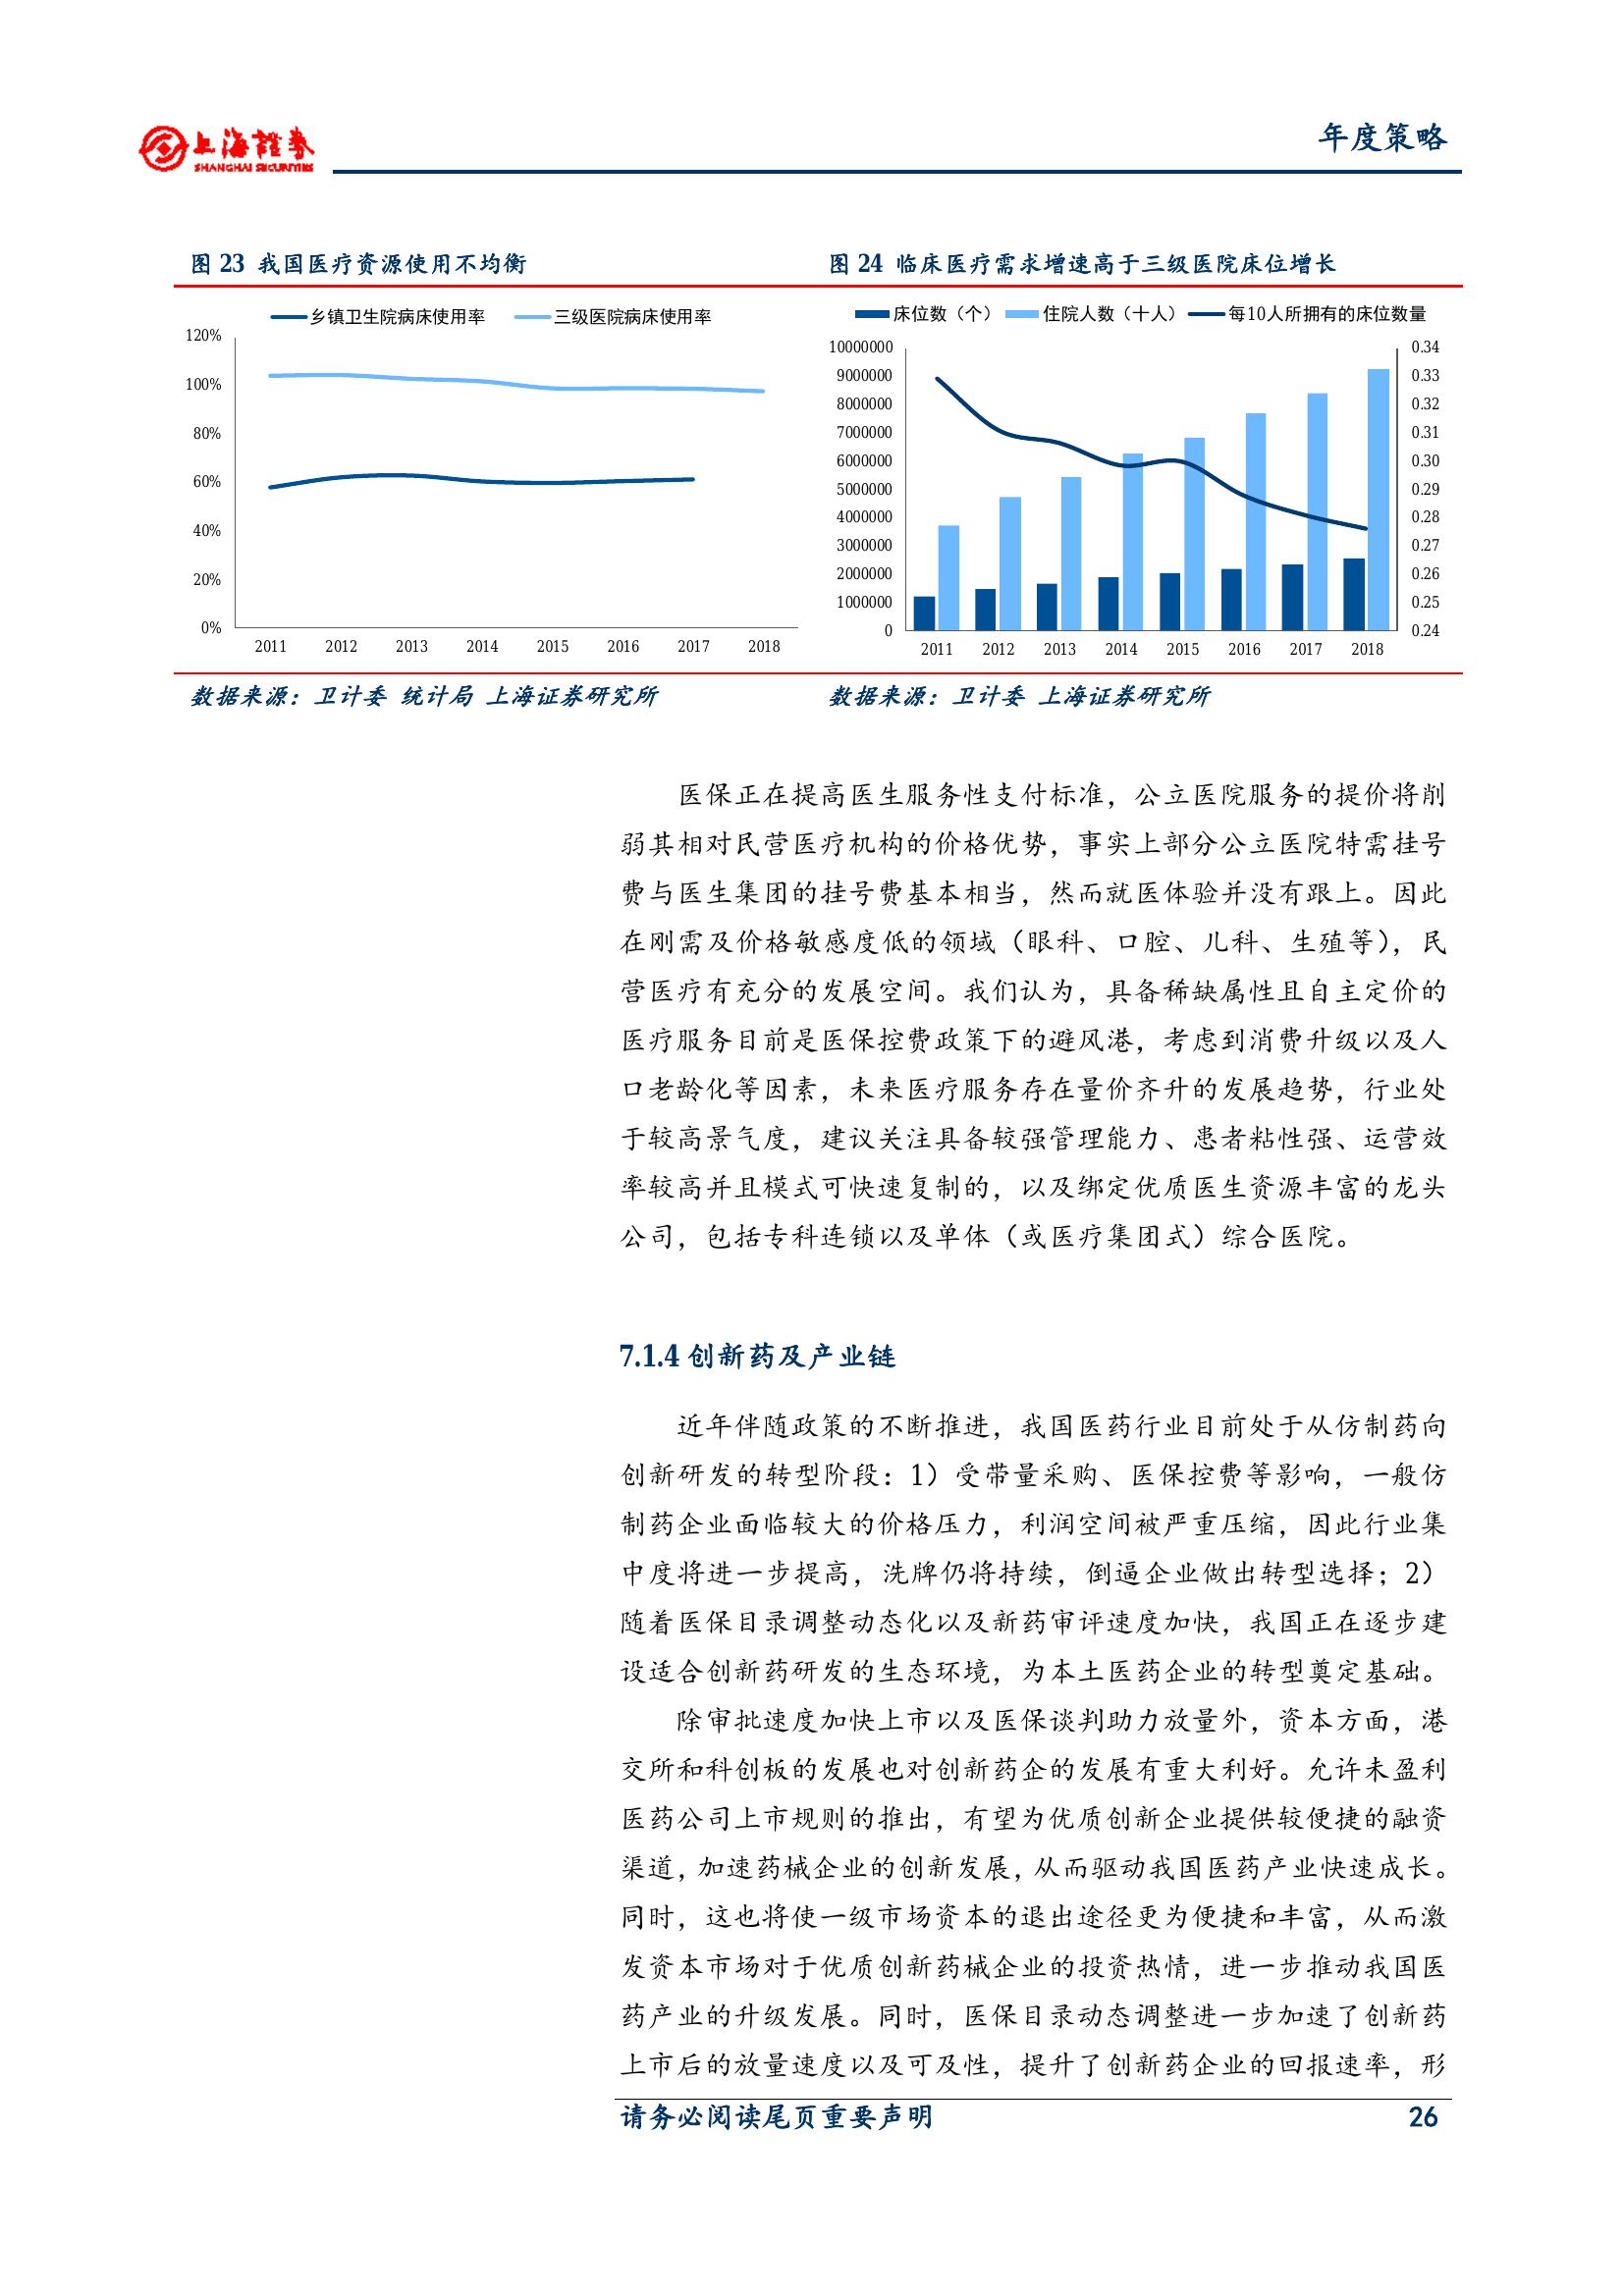 上海證券
SHANGHAI SECURITIES
年度策略
图 23 我国医疗资源使用不均衡
乡镇卫生院病床使用率
三级医院病床使用率
120%
100%
80%
60%
40%
20%
0%
2011 2012 2013 2014 2015 2016 2017 2018
数据来源：卫计委 统计局 上海证券研究所
图 24 临床医疗需求增速高于三级医院床位增长
床位数（个）
住院人数（十人）
每10人所拥有的床位数量
10000000
9000000
8000000
7000000
6000000
5000000
4000000
3000000
2000000
1000000
0
0.34
0.33
0.32
0.31
0.30
0.29
0.28
0.27
0.26
0.25
0.24
2011 2012 2013 2014 2015 2016 2017 2018
数据来源：卫计委 上海证券研究所
医保正在提高医生服务性支付标准，公立医院服务的提价将削
弱其相对民营医疗机构的价格优势，事实上部分公立医院特需挂号
费与医生集团的挂号费基本相当，然而就医体验并没有跟上。因此
在刚需及价格敏感度低的领域（眼科、口腔、儿科、生殖等），民
营医疗有充分的发展空间。我们认为，具备稀缺属性且自主定价的
医疗服务目前是医保控费政策下的避风港，考虑到消费升级以及人
口老龄化等因素，未来医疗服务存在量价齐升的发展趋势，行业处
于较高景气度，建议关注具备较强管理能力、患者粘性强、运营效
率较高并且模式可快速复制的，以及绑定优质医生资源丰富的龙头
公司，包括专科连锁以及单体（或医疗集团式）综合医院。
7.1.4 创新药及产业链
近年伴随政策的不断推进，我国医药行业目前处于从仿制药向
创新研发的转型阶段：1）受带量采购、医保控费等影响，一般仿
制药企业面临较大的价格压力，利润空间被严重压缩，因此行业集
中度将进一步提高，洗牌仍将持续，倒逼企业做出转型选择；2）
随着医保目录调整动态化以及新药审评速度加快，我国正在逐步建
设适合创新药研发的生态环境，为本土医药企业的转型奠定基础。
除审批速度加快上市以及医保谈判助力放量外，资本方面，港
交所和科创板的发展也对创新药企的发展有重大利好。允许未盈利
医药公司上市规则的推出，有望为优质创新企业提供较便捷的融资
渠道，加速药械企业的创新发展，从而驱动我国医药产业快速成长。
同时，这也将使一级市场资本的退出途径更为便捷和丰富，从而激
发资本市场对于优质创新药械企业的投资热情，进一步推动我国医
药产业的升级发展。同时，医保目录动态调整进一步加速了创新药
上市后的放量速度以及可及性，提升了创新药企业的回报速率，形
请务必阅读尾页重要声明
26